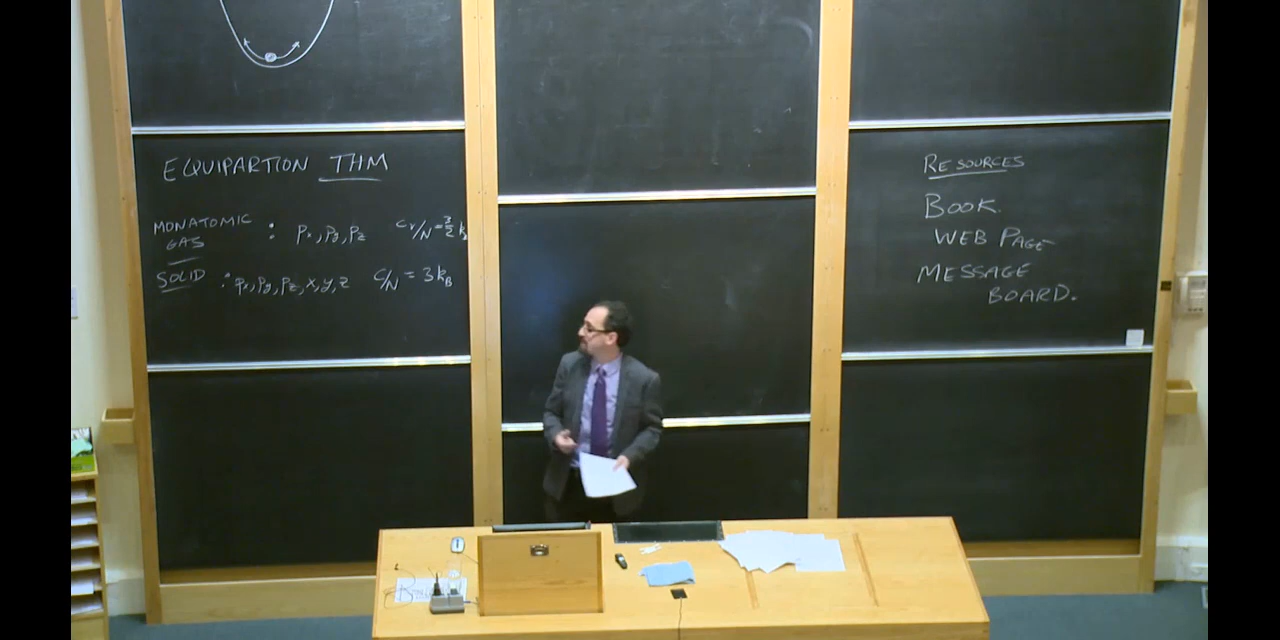 EQUIPARTION THM
MONATOMIC GAS : Px, Py, Pz Cv/N = 3/2 k
SOLID : Px, Py, Pz, x, y, z C/N = 3kB
RESOURCES
BOOK.
WEB PAGE
MESSAGE
BOARD.